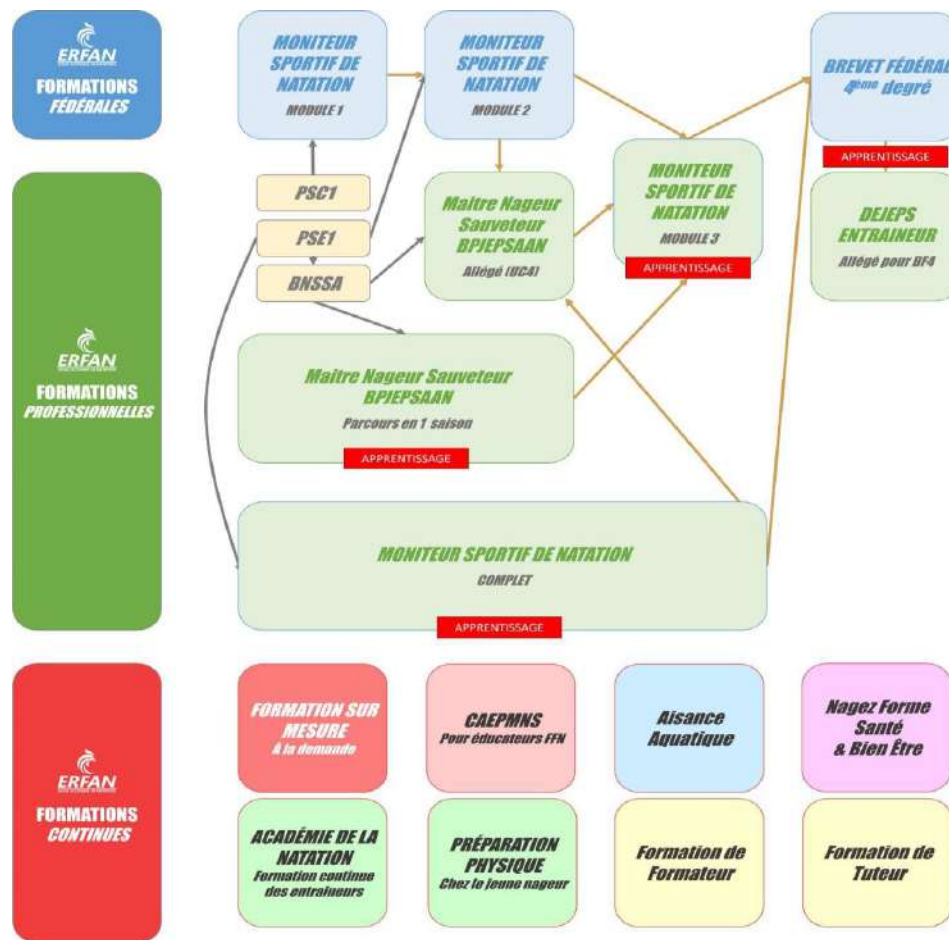 ERFAN
FORMATIONS
FÉDÉRALES
MONITEUR
SPORTIF DE
NATATION
MODULE 1
MONITEUR
SPORTIF DE
NATATION
MODULE 2
BREVET FÉDÉRAL
4ème degré
APPRENTISSAGE
PSC1
PSE1
BNSSA
Maître Nageur
Sauveteur
BPJEPSAAN
Allégé (UC4)
MONITEUR
SPORTIF DE
NATATION
MODULE 3
APPRENTISSAGE
DEJEPS
ENTRAINEUR
Allégé pour BF4
ERFAN
FORMATIONS
PROFESSIONNELLES
Maître Nageur Sauveteur
BPJEPSAAN
Parcours en 1 saison
APPRENTISSAGE
MONITEUR SPORTIF DE NATATION
COMPLET
APPRENTISSAGE
ERFAN
FORMATIONS
CONTINUES
FORMATION SUR
MESURE
À la demande
CAEPMNS
Pour éducateurs FFN
Aisance
Aquatique
Nagez Forme
Santé
& Bien Être
ACADÉMIE DE LA
NATATION
Formation continue
des entraineurs
PRÉPARATION
PHYSIQUE
Chez le jeune nageur
Formation de
Formateur
Formation de
Tuteur